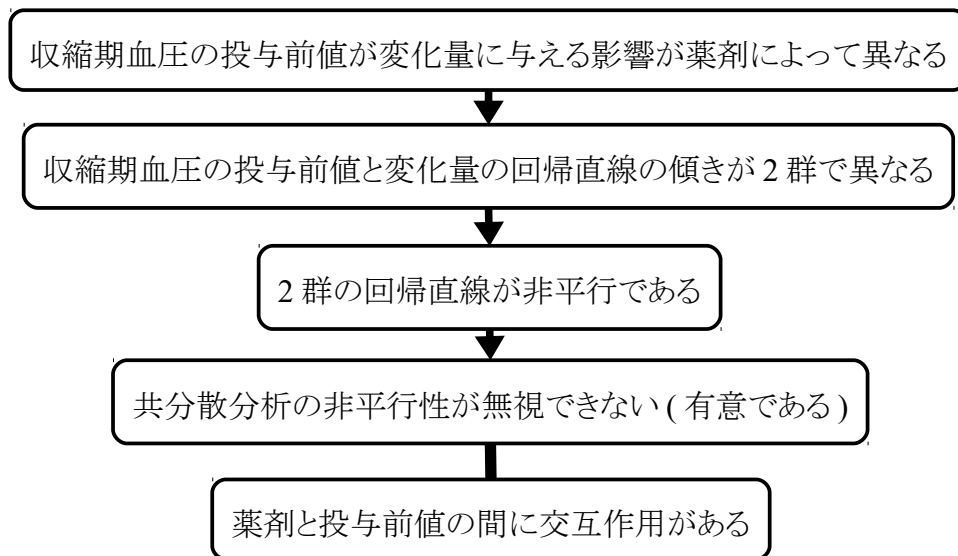 収縮期血圧の投与前値が変化量に与える影響が薬剤によって異なる
収縮期血圧の投与前値と変化量の回帰直線の傾きが2群で異なる
2群の回帰直線が非平行である
共分散分析の非平行性が無視できない(有意である)
薬剤と投与前値の間に交互作用がある